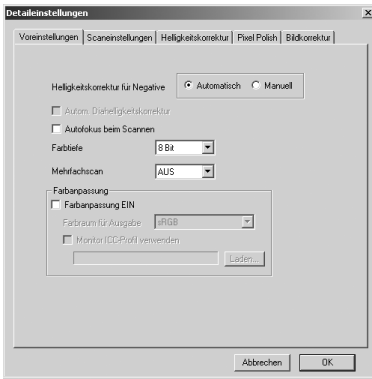 Detaileinstellungen
Voreinstellungen Scaneinstellungen Helligkeitskorrektur Pixel Polish Bildkorrektur
Helligkeitskorrektur für Negative Automatisch Manuell
Autom. Diahelligkeitskorrektur
Autofokus beim Scannen
Farbtiefe 8 Bit
Mehrfachscan AUS
Farbanpassung
Farbanpassung EIN
Farbraum für Ausgabe sRGB
Monitor ICC-Profil verwenden
Laden...
Abbrechen OK